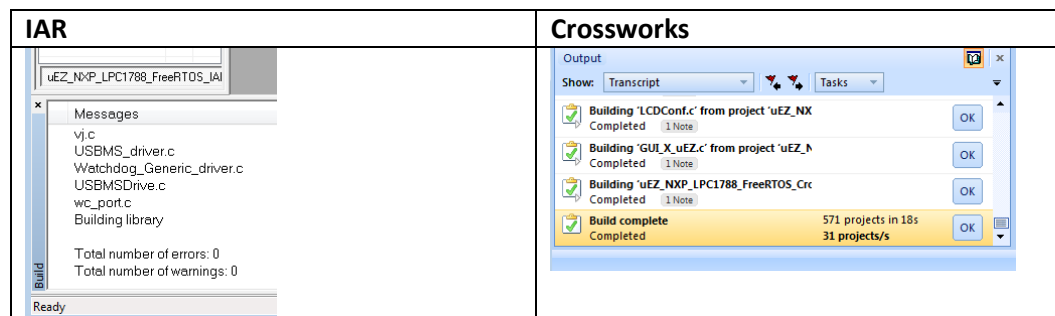 IAR
Crossworks
uEZ_NXP_LPC1788_FreeRTOS_IAI
Messages
vj.c
USBMS_driver.c
Watchdog_Generic_driver.c
USBMSDrive.c
wc_port.c
Building library
Total number of errors: 0
Total number of warnings: 0
Build
Ready
Output
Show: Transcript Tasks
Building 'LCDConf.c' from project 'uEZ_NX
Completed 1 Note OK
Building 'GUI_X_uEZ.c' from project 'uEZ_N
Completed 1 Note OK
Building 'uEZ_NXP_LPC1788_FreeRTOS_Crc
Completed 1 Note OK
Build complete 571 projects in 18s
Completed 31 projects/s OK